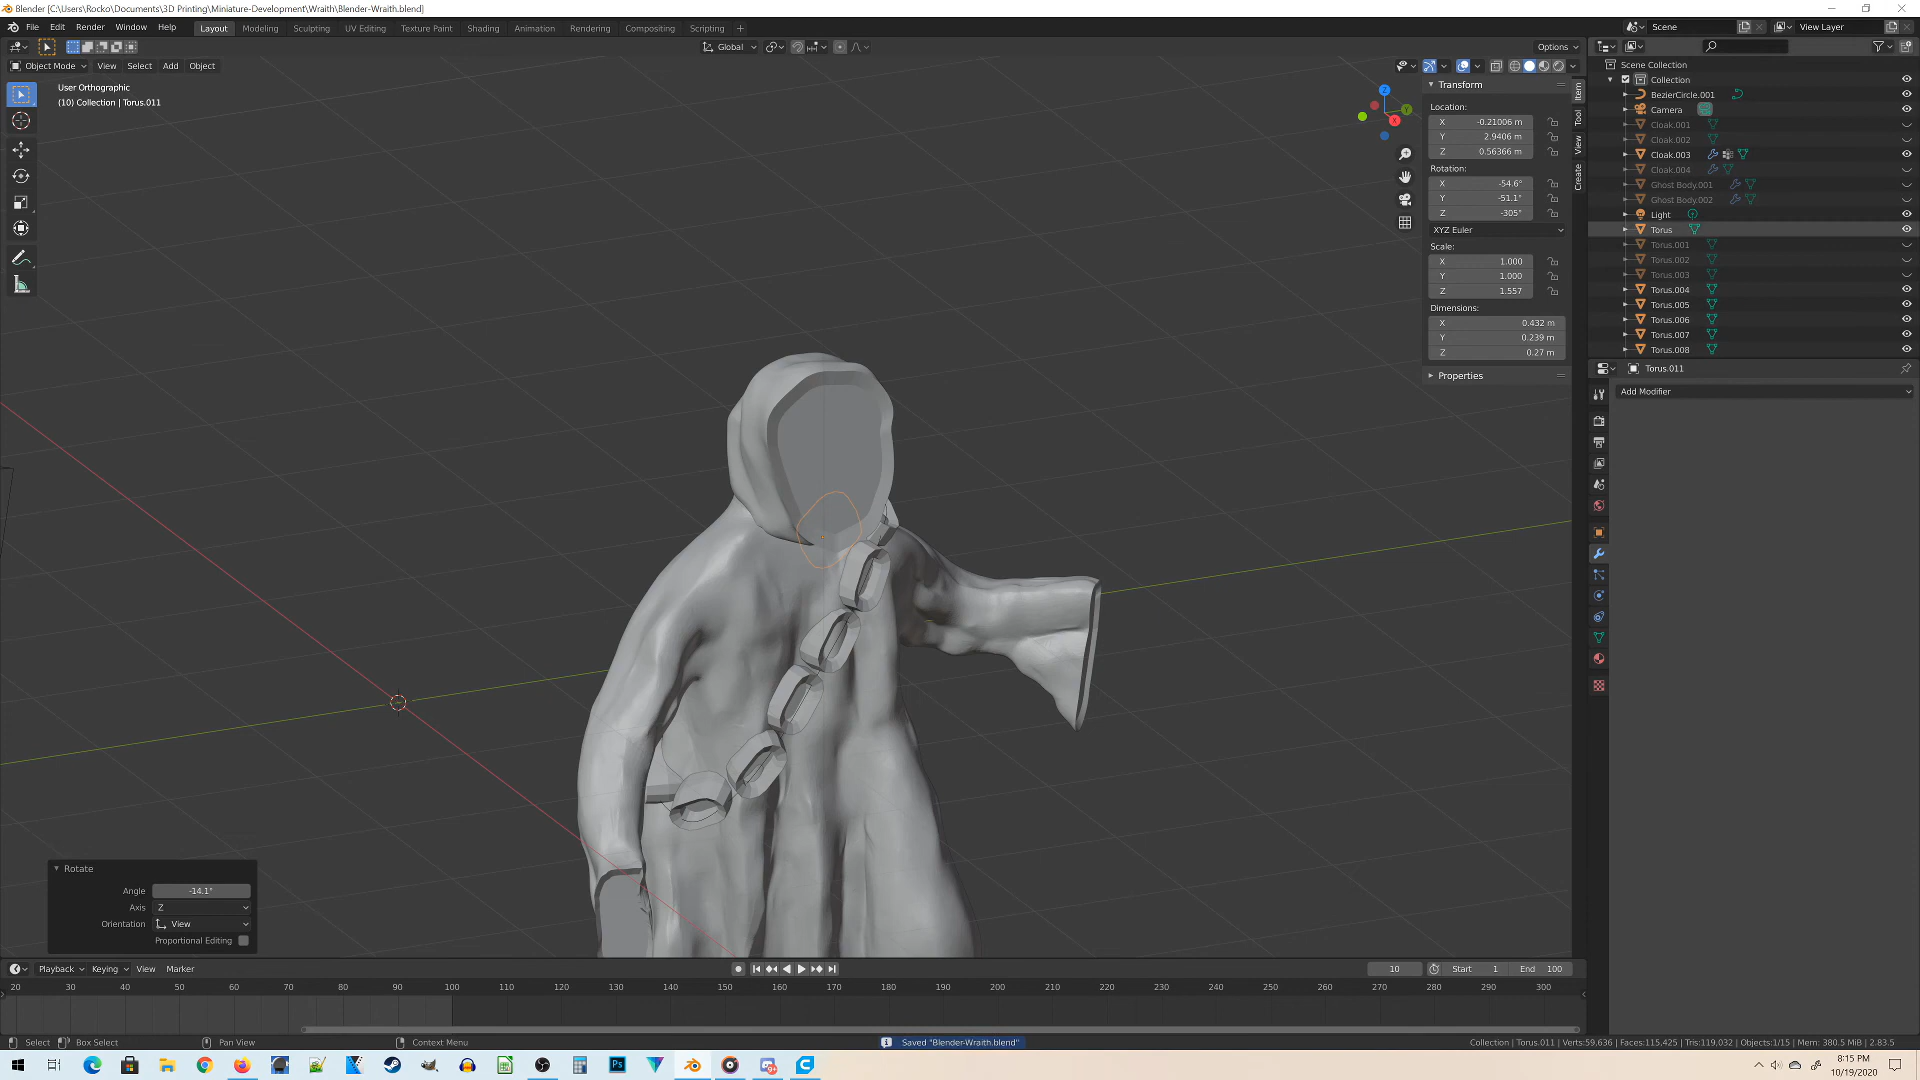 Blender [C:\Users\Rocko\Documents\3D Printing\Miniature-Development\Wraith\Blender-Wraith.blend]
File Edit Render Window Help Layout Modeling Sculpting UV Editing Texture Paint Shading Animation Rendering Compositing Scripting + Scene View Layer
Global Options
Object Mode View Select Add Object
User Orthographic
(10) Collection | Torus.011
Z
Y
X
Transform
Location:
X -0.21006 m
Y 2.9406 m
Z 0.56366 m
Rotation:
X -54.6°
Y -51.1°
Z -305°
XYZ Euler
Scale:
X 1.000
Y 1.000
Z 1.557
Dimensions:
X 0.432 m
Y 0.239 m
Z 0.27 m
Properties
Item
Tool
View
Create
Scene Collection
Collection
BezierCircle.001
Camera
Cloak.001
Cloak.002
Cloak.003
Cloak.004
Ghost Body.001
Ghost Body.002
Light
Torus
Torus.001
Torus.002
Torus.003
Torus.004
Torus.005
Torus.006
Torus.007
Torus.008
Torus.011
Add Modifier
Rotate
Angle -14.1°
Axis Z
Orientation View
Proportional Editing
Playback Keying View Marker 10 Start 1 End 100
20 30 40 50 60 70 80 90 100 110 120 130 140 150 160 170 180 190 200 210 220 230 240 250 260 270 280 290 300
Select Box Select Pan View Context Menu Saved "Blender-Wraith.blend" Collection | Torus.011 | Verts:59,636 | Faces:115,425 | Tris:119,032 | Objects:1/15 | Mem: 380.5 MiB | 2.83.5
Ps
8:15 PM
10/19/2020